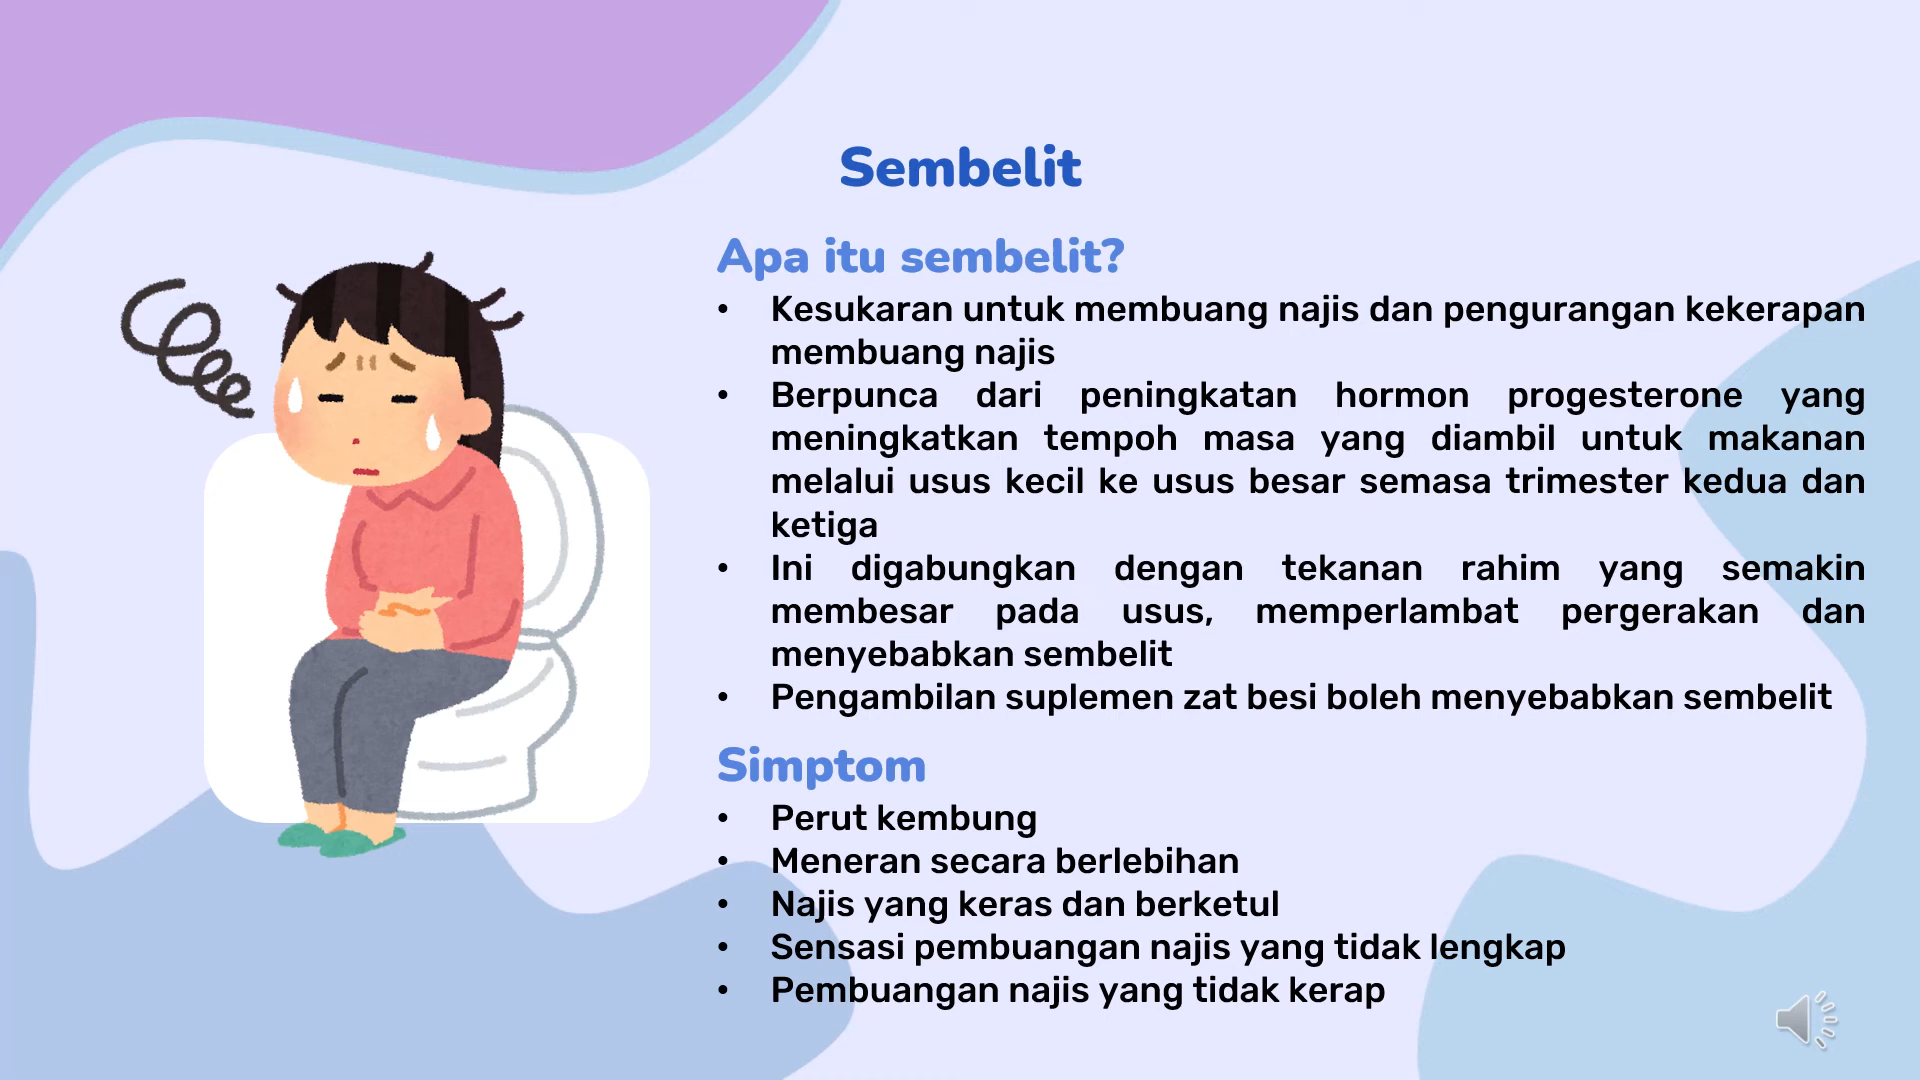 Sembelit
Apa itu sembelit?
• Kesukaran untuk membuang najis dan pengurangan kekerapan
membuang najis
• Berpunca dari peningkatan hormon progesterone yang
meningkatkan tempoh masa yang diambil untuk makanan
melalui usus kecil ke usus besar semasa trimester kedua dan
ketiga
• Ini digabungkan dengan tekanan rahim yang semakin
membesar pada usus, memperlambat pergerakan dan
menyebabkan sembelit
• Pengambilan suplemen zat besi boleh menyebabkan sembelit
Simptom
• Perut kembung
• Meneran secara berlebihan
• Najis yang keras dan berketul
• Sensasi pembuangan najis yang tidak lengkap
• Pembuangan najis yang tidak kerap